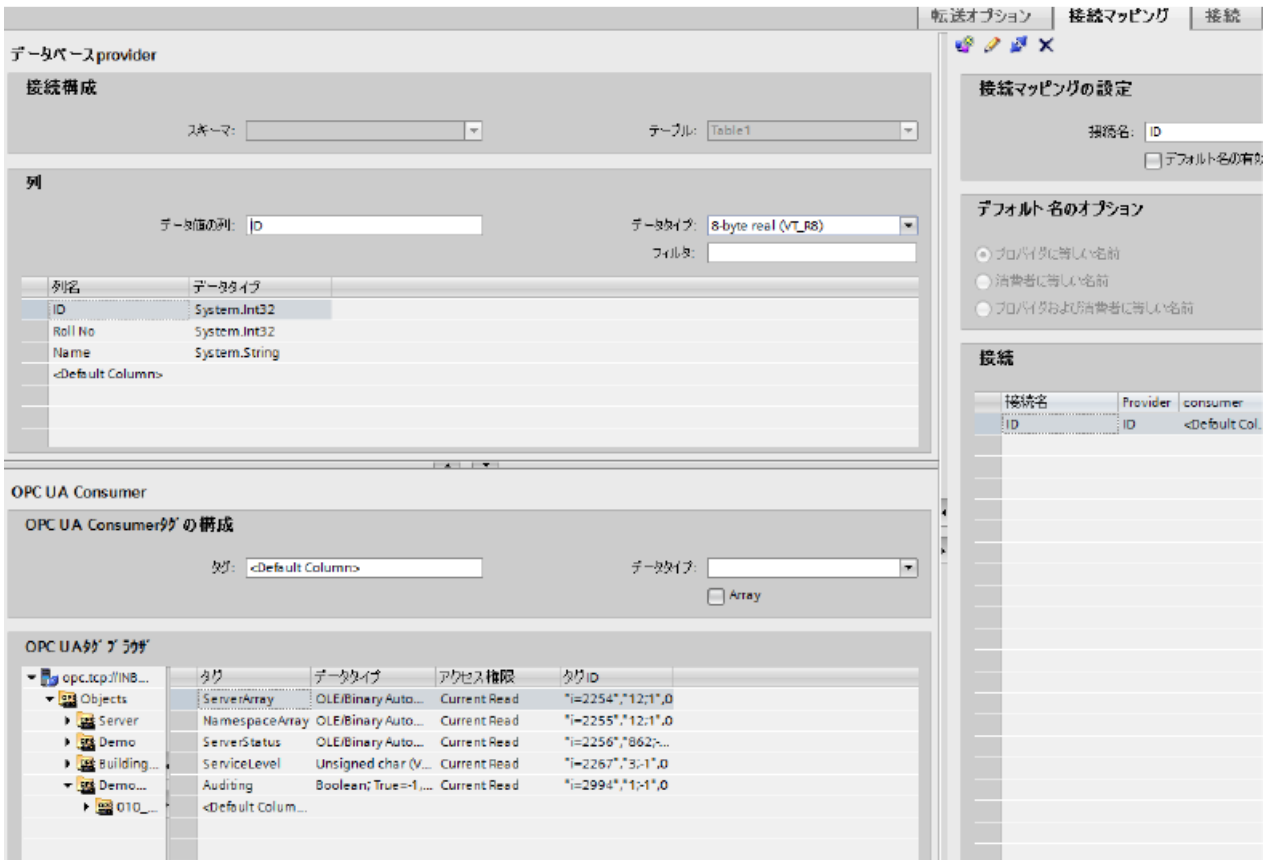 転送オプション 接続マッピング 接続
データベースprovider
接続構成
スキーマ: テーブル: Table1
列
データ値の列: ID データタイプ: 8-byte real (VT_R8)
フィルタ:
列名 データタイプ
ID System.Int32
Roll No System.Int32
Name System.String
<Default Column>
OPC UA Consumer
OPC UA Consumerタグの構成
タグ: <Default Column> データタイプ:
Array
OPC UAタグ ブラウザ
opc.tcp://INB...
Objects
Server
Demo
Building...
Demo...
010_...
タグ データタイプ アクセス権限 タグID
ServerArray OLE/Binary Auto... Current Read "i=2254","12;1",0
NamespaceArray OLE/Binary Auto... Current Read "i=2255","12;1",0
ServerStatus OLE/Binary Auto... Current Read "i=2256","862;-...
ServiceLevel Unsigned char (V... Current Read "i=2267","3;-1",0
Auditing Boolean; True=-1,... Current Read "i=2994","1;-1",0
<Default Colum...
接続マッピングの設定
接続名: ID
デフォルト名の有効
デフォルト名のオプション
プロバイダに等しい名前
消費者に等しい名前
プロバイダおよび消費者に等しい名前
接続
接続名 Provider consumer
ID ID <Default Col...